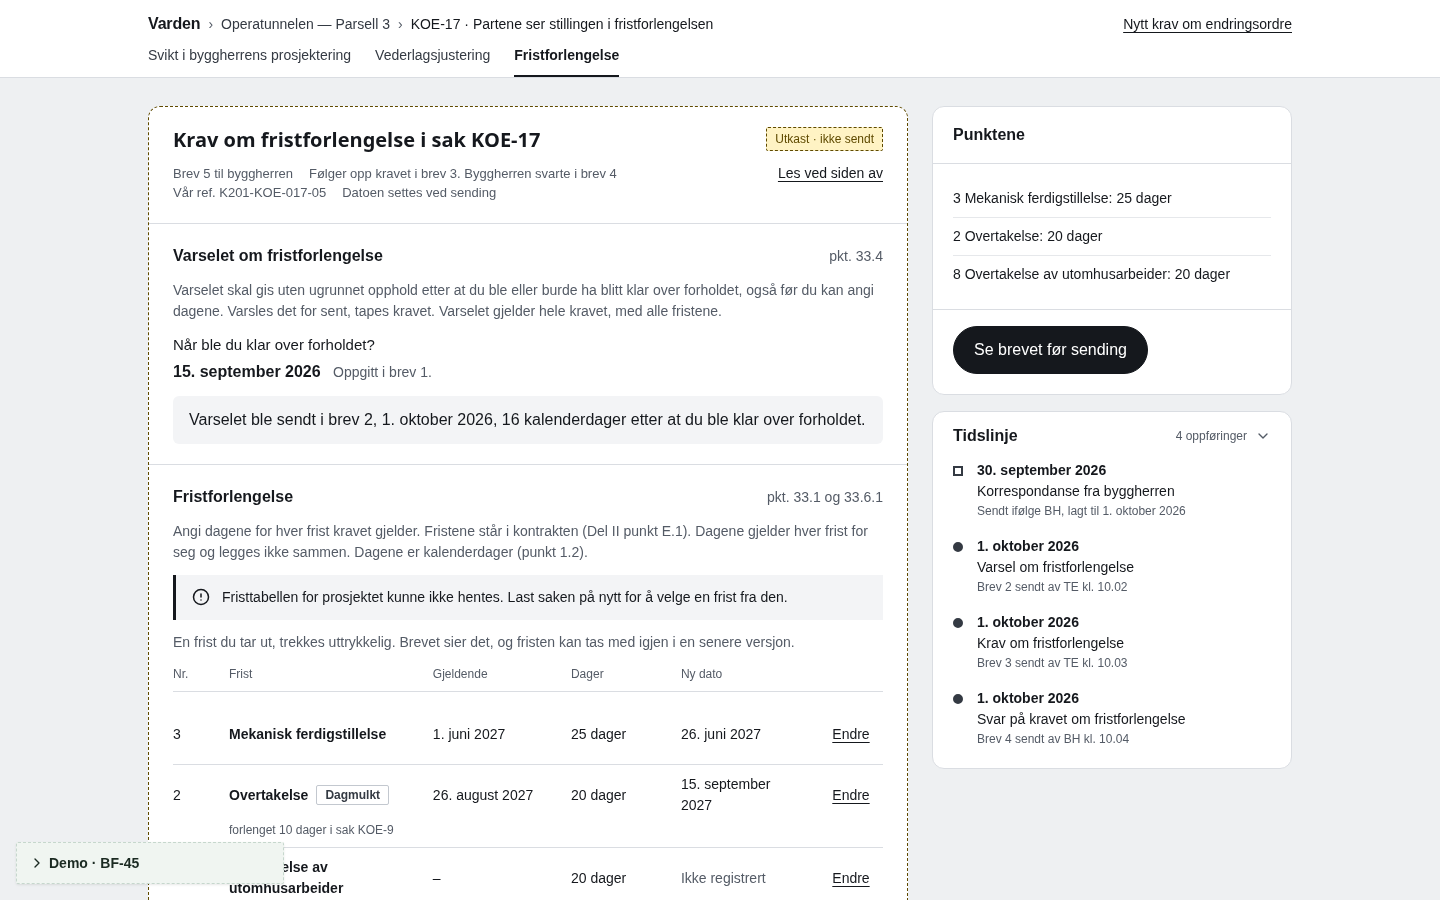 Varden › Operatunnelen — Parsell 3 › KOE-17 · Partene ser stillingen i fristforlengelsen
Nytt krav om endringsordre
Svikt i byggherrens prosjektering
Vederlagsjustering
Fristforlengelse
Krav om fristforlengelse i sak KOE-17
Utkast · ikke sendt
Brev 5 til byggherren Følger opp kravet i brev 3. Byggherren svarte i brev 4
Les ved siden av
Vår ref. K201-KOE-017-05 Datoen settes ved sending
Varselet om fristforlengelse
pkt. 33.4
Varselet skal gis uten ugrunnet opphold etter at du ble eller burde ha blitt klar over forholdet, også før du kan angi
dagene. Varsles det for sent, tapes kravet. Varselet gjelder hele kravet, med alle fristene.
Når ble du klar over forholdet?
15. september 2026 Oppgitt i brev 1.
Varselet ble sendt i brev 2, 1. oktober 2026, 16 kalenderdager etter at du ble klar over forholdet.
Fristforlengelse
pkt. 33.1 og 33.6.1
Angi dagene for hver frist kravet gjelder. Fristene står i kontrakten (Del II punkt E.1). Dagene gjelder hver frist for
seg og legges ikke sammen. Dagene er kalenderdager (punkt 1.2).
Fristtabellen for prosjektet kunne ikke hentes. Last saken på nytt for å velge en frist fra den.
En frist du tar ut, trekkes uttrykkelig. Brevet sier det, og fristen kan tas med igjen i en senere versjon.
Nr. Frist Gjeldende Dager Ny dato
3 Mekanisk ferdigstillelse 1. juni 2027 25 dager 26. juni 2027 Endre
2 Overtakelse Dagmulkt 26. august 2027 20 dager 15. september 2027 Endre
forlenget 10 dager i sak KOE-9
else av
utomhusarbeider – 20 dager Ikke registrert Endre
Demo · BF-45
Punktene
3 Mekanisk ferdigstillelse: 25 dager
2 Overtakelse: 20 dager
8 Overtakelse av utomhusarbeider: 20 dager
Se brevet før sending
Tidslinje
4 oppføringer
30. september 2026
Korrespondanse fra byggherren
Sendt ifølge BH, lagt til 1. oktober 2026
1. oktober 2026
Varsel om fristforlengelse
Brev 2 sendt av TE kl. 10.02
1. oktober 2026
Krav om fristforlengelse
Brev 3 sendt av TE kl. 10.03
1. oktober 2026
Svar på kravet om fristforlengelse
Brev 4 sendt av BH kl. 10.04